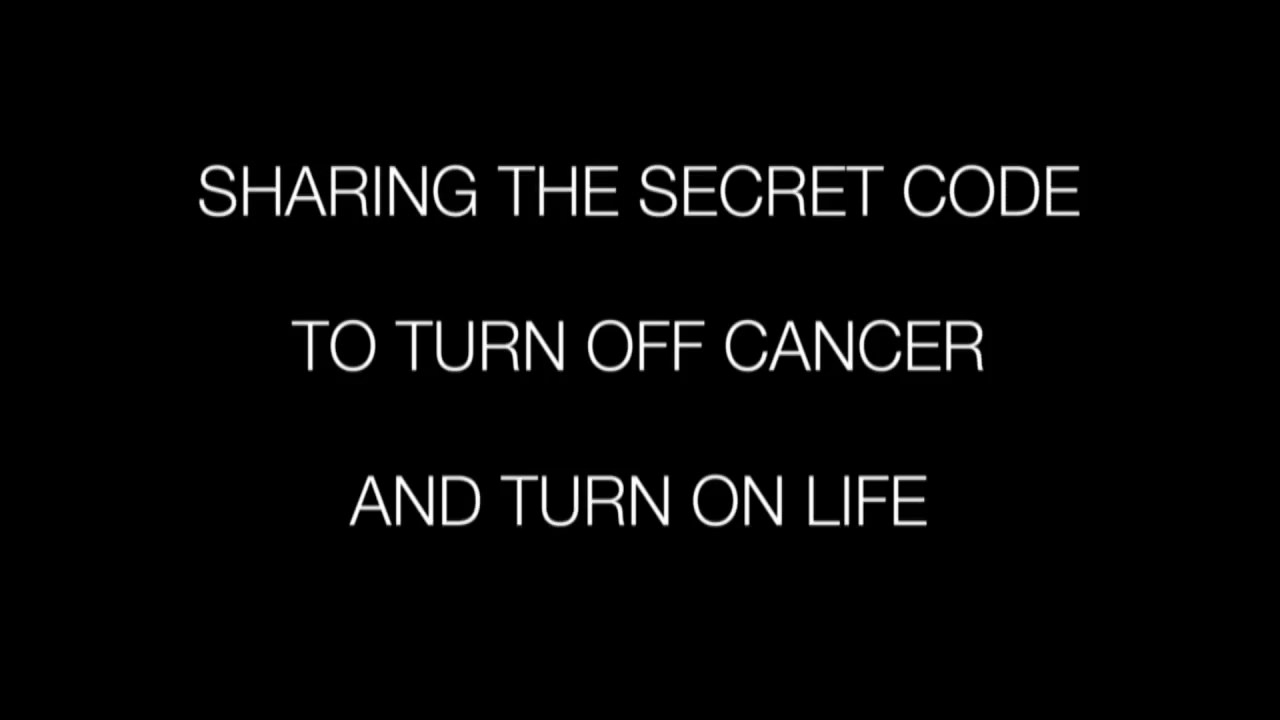 SHARING THE SECRET CODE
TO TURN OFF CANCER
AND TURN ON LIFE